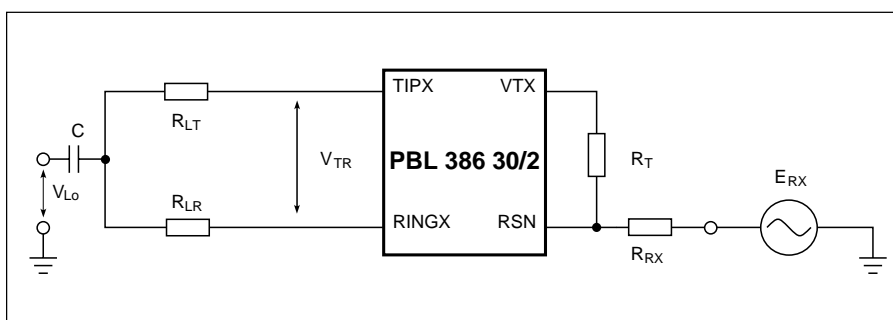 TIPX
VTX
C
R_LT
PBL 386 30/2
V_TR
R_T
E_RX
V_Lo
R_LR
RINGX
RSN
R_RX